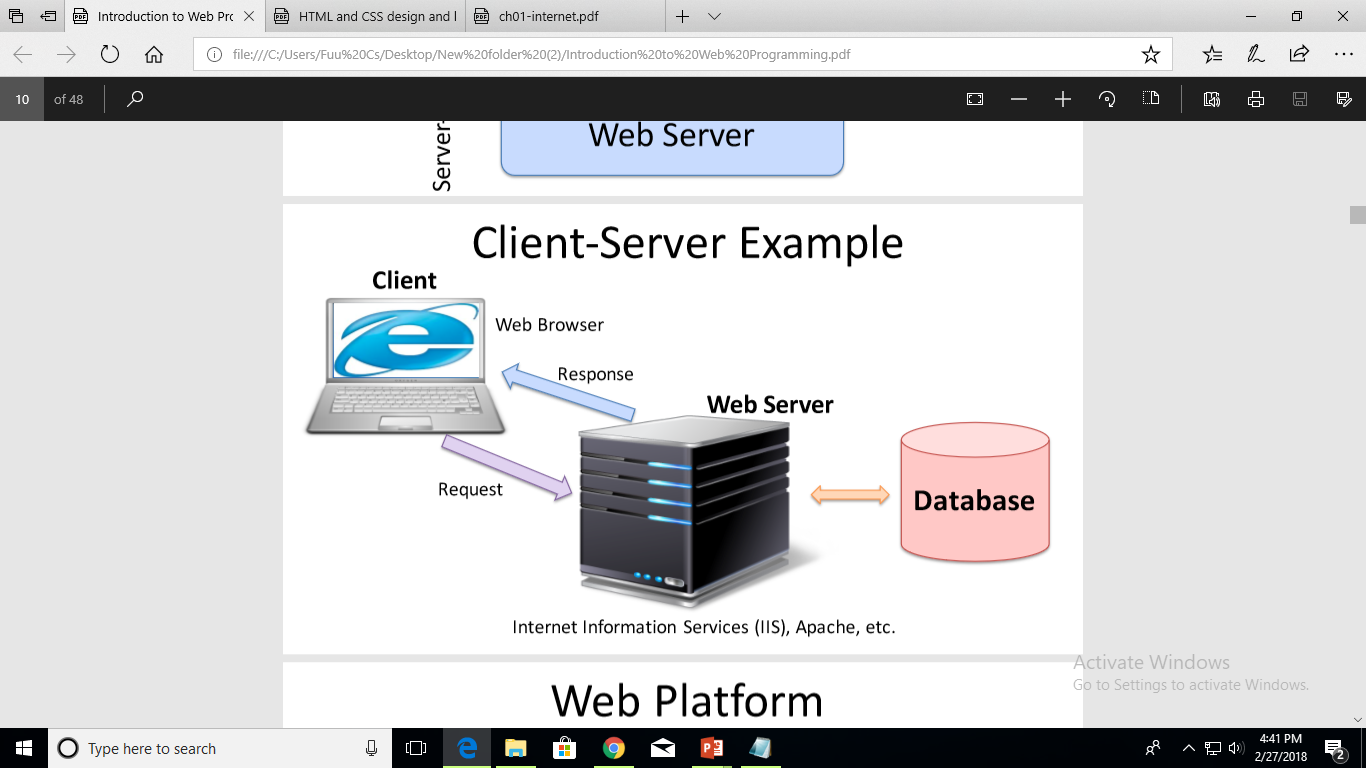 Introduction to Web Pro
HTML and CSS design and l
ch01-internet.pdf
file:///C:/Users/Fuu%20Cs/Desktop/New%20folder%20(2)/Introduction%20to%20Web%20Programming.pdf
10 of 48
Server-
Web Server
Client-Server Example
Client
Web Browser
Response
Web Server
Request
Database
Internet Information Services (IIS), Apache, etc.
Activate Windows
Go to Settings to activate Windows.
Web Platform
Type here to search
4:41 PM
2/27/2018
2